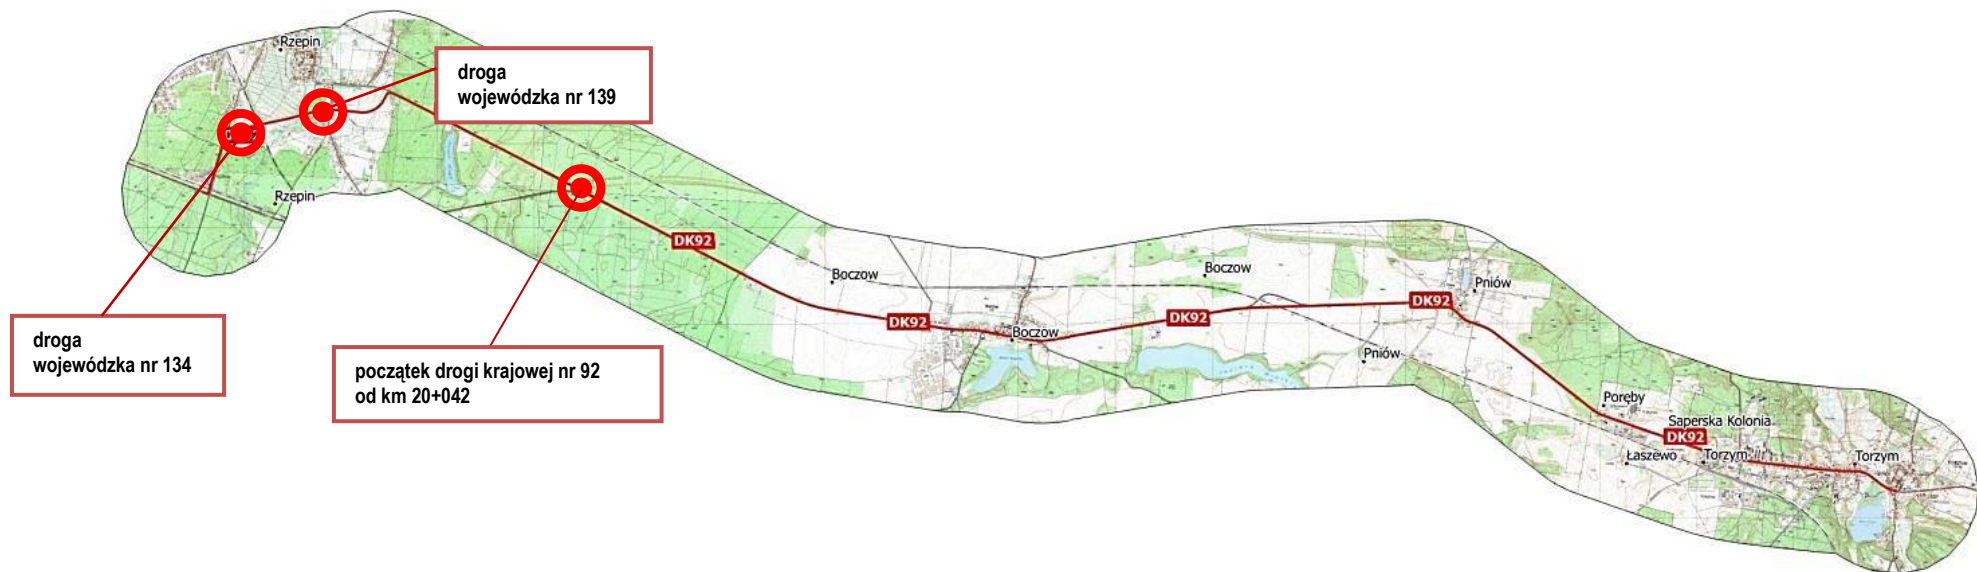 Rzepin
droga
wojewódzka nr 139
Rzepin
DK92
droga
wojewódzka nr 134
początek drogi krajowej nr 92
od km 20+042
Boczow
DK92
Boczow
Boczow
DK92
DK92
Pniów
Pniów
Poręby
Saperska Kolonia
DK92
Łaszewo
Torzym
Torzym